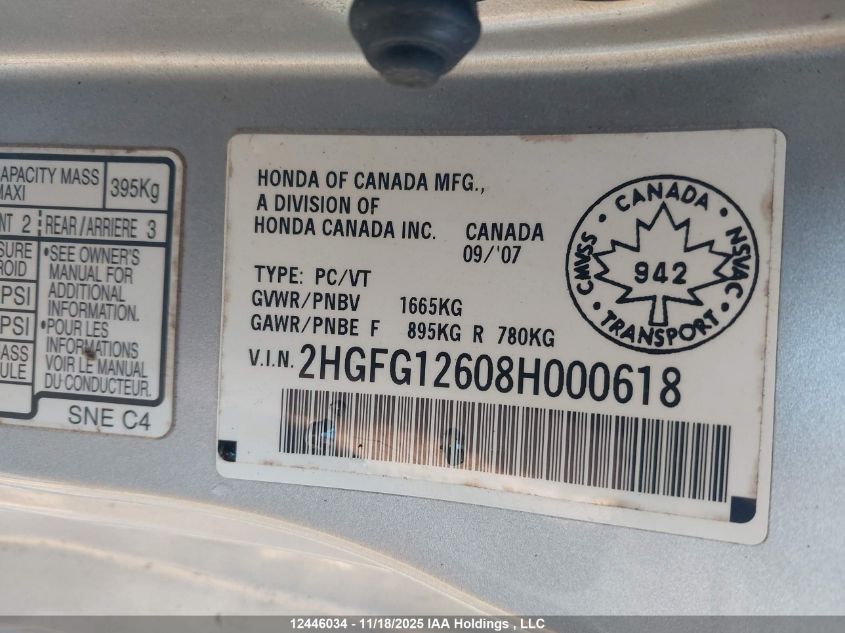 CAPACITY MASS
MAXI
395Kg
NT 2 REAR/ARRIERE 3
SURE
ROID
PSI
PSI
ASS
ULE
•SEE OWNER'S
MANUAL FOR
ADDITIONAL
INFORMATION.
•POUR LES
INFORMATIONS
VOIR LE MANUAL
DU CONDUCTEUR.
SNE C4
HONDA OF CANADA MFG.,
A DIVISION OF
HONDA CANADA INC. CANADA
09/'07
TYPE: PC/VT
GVWR/PNBV 1665KG
GAWR/PNBE F 895KG R 780KG
V.I.N. 2HGFG12608H000618
• CANADA •
CMVSS
NSVAC
942
• TRANSPORT •
12446034 - 11/18/2025 IAA Holdings , LLC